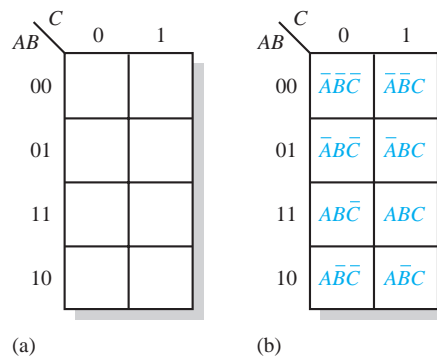 C C
AB 0 1 AB 0 1
00 00 A̅B̅C̅ A̅B̅C
01 01 A̅BC̅ A̅BC
11 11 ABC̅ ABC
10 10 AB̅C̅ AB̅C
(a) (b)